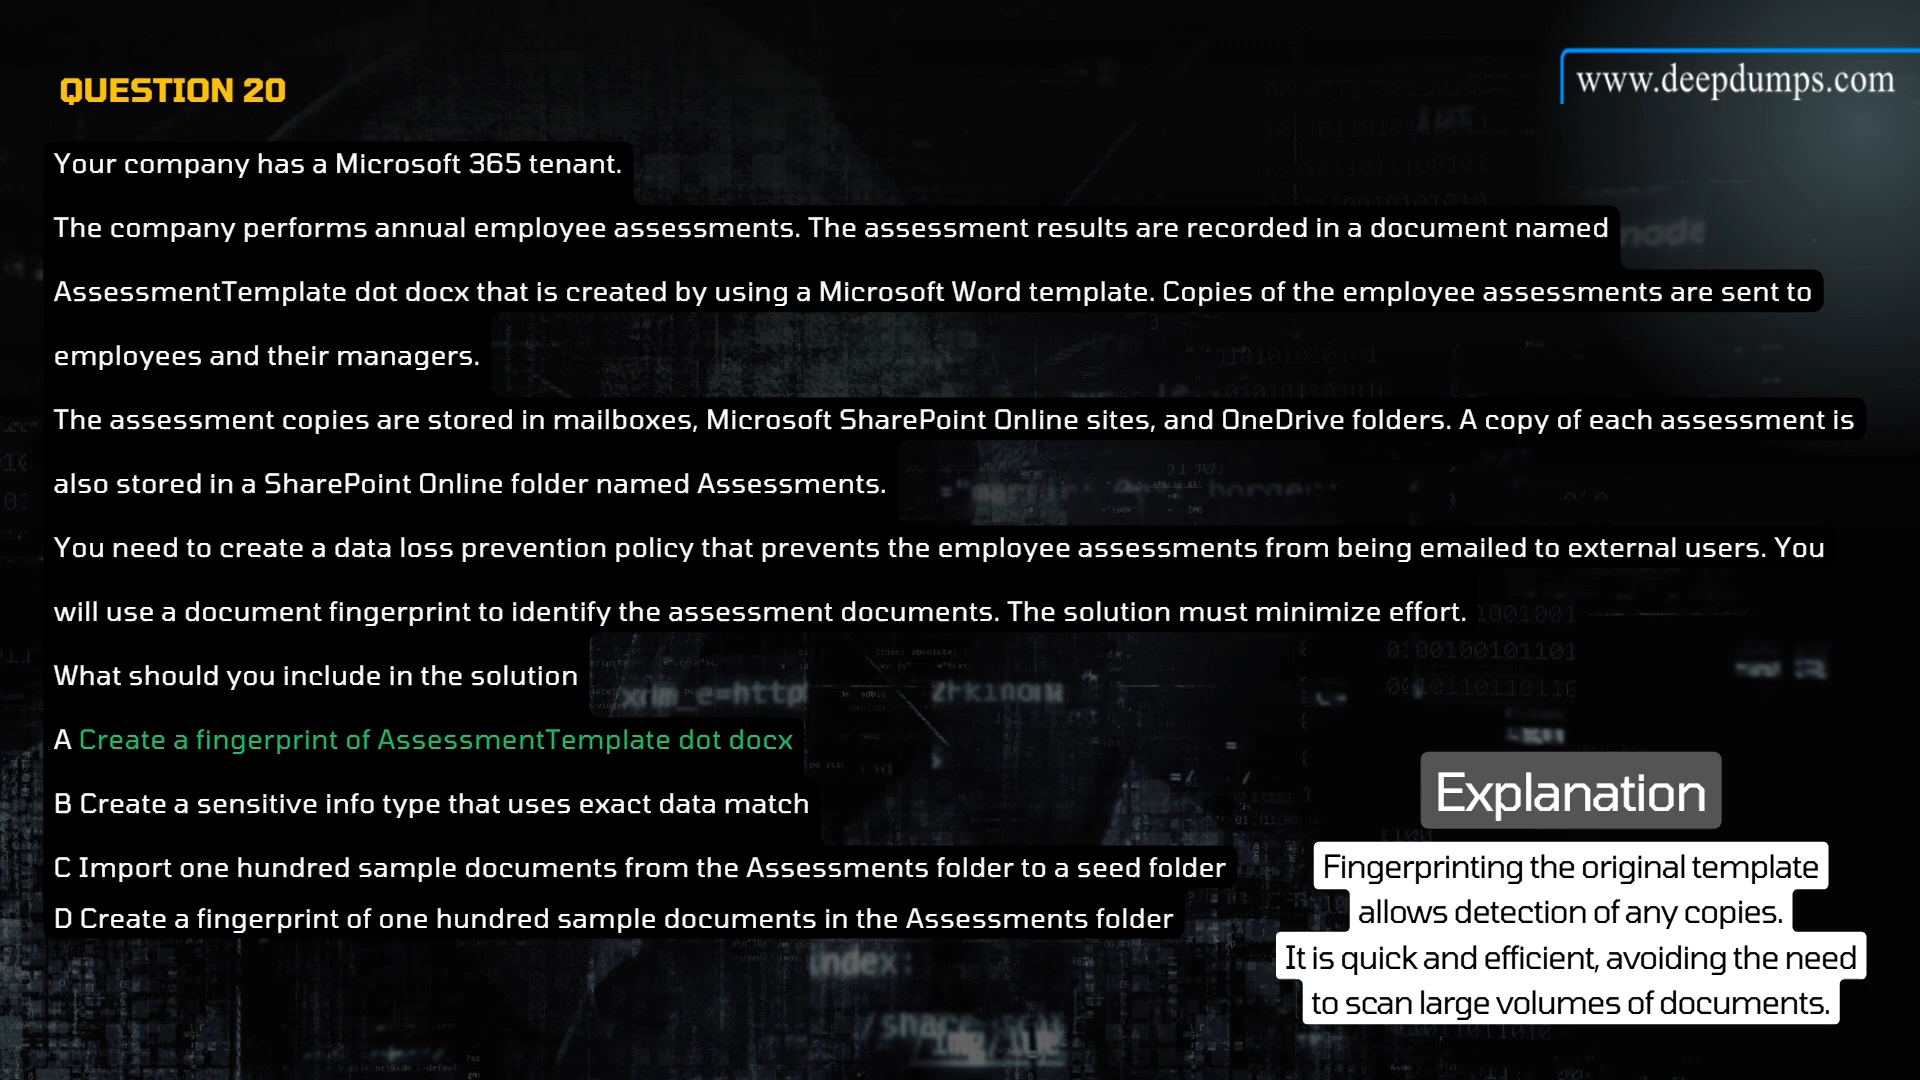 QUESTION 20
www.deepdumps.com
Your company has a Microsoft 365 tenant.
The company performs annual employee assessments. The assessment results are recorded in a document named
AssessmentTemplate dot docx that is created by using a Microsoft Word template. Copies of the employee assessments are sent to
employees and their managers.
The assessment copies are stored in mailboxes, Microsoft SharePoint Online sites, and OneDrive folders. A copy of each assessment is
also stored in a SharePoint Online folder named Assessments.
You need to create a data loss prevention policy that prevents the employee assessments from being emailed to external users. You
will use a document fingerprint to identify the assessment documents. The solution must minimize effort.
What should you include in the solution
A Create a fingerprint of AssessmentTemplate dot docx
B Create a sensitive info type that uses exact data match
C Import one hundred sample documents from the Assessments folder to a seed folder
D Create a fingerprint of one hundred sample documents in the Assessments folder
Explanation
Fingerprinting the original template
allows detection of any copies.
It is quick and efficient, avoiding the need
to scan large volumes of documents.